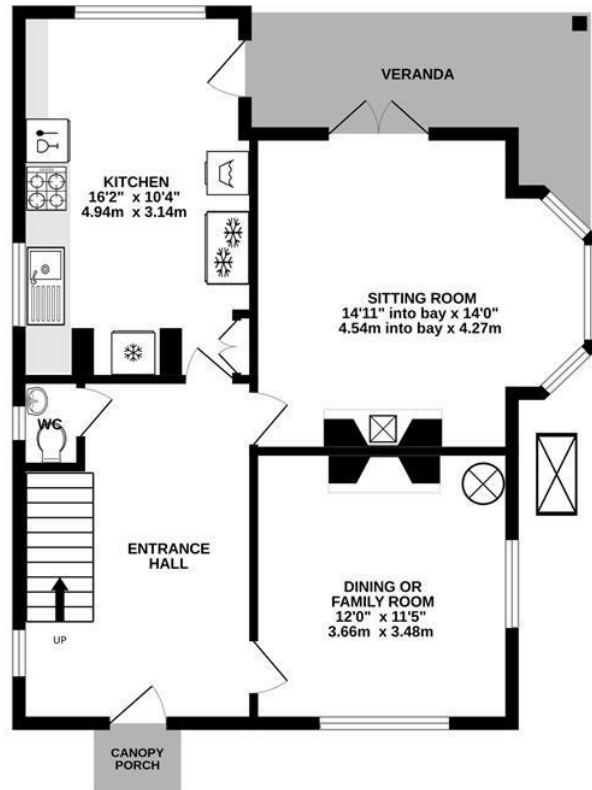 VERANDA
KITCHEN
16'2" x 10'4"
4.94m x 3.14m
SITTING ROOM
14'11" into bay x 14'0"
4.54m into bay x 4.27m
WC
ENTRANCE
HALL
DINING OR
FAMILY ROOM
12'0" x 11'5"
3.66m x 3.48m
UP
CANOPY
PORCH